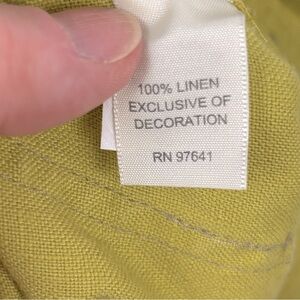 100% LINEN
EXCLUSIVE OF
DECORATION
RN 97641